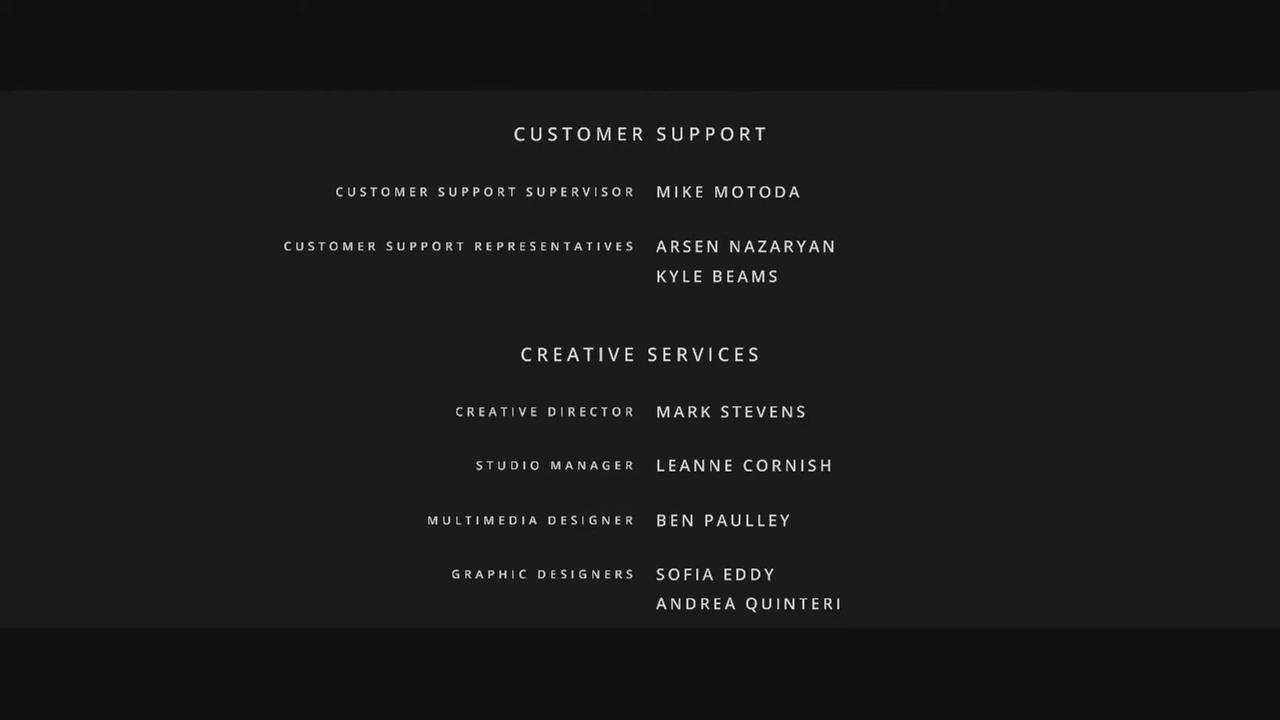 CUSTOMER SUPPORT
CUSTOMER SUPPORT SUPERVISOR MIKE MOTODA
CUSTOMER SUPPORT REPRESENTATIVES ARSEN NAZARYAN
KYLE BEAMS
CREATIVE SERVICES
CREATIVE DIRECTOR MARK STEVENS
STUDIO MANAGER LEANNE CORNISH
MULTIMEDIA DESIGNER BEN PAULLEY
GRAPHIC DESIGNERS SOFIA EDDY
ANDREA QUINTERI